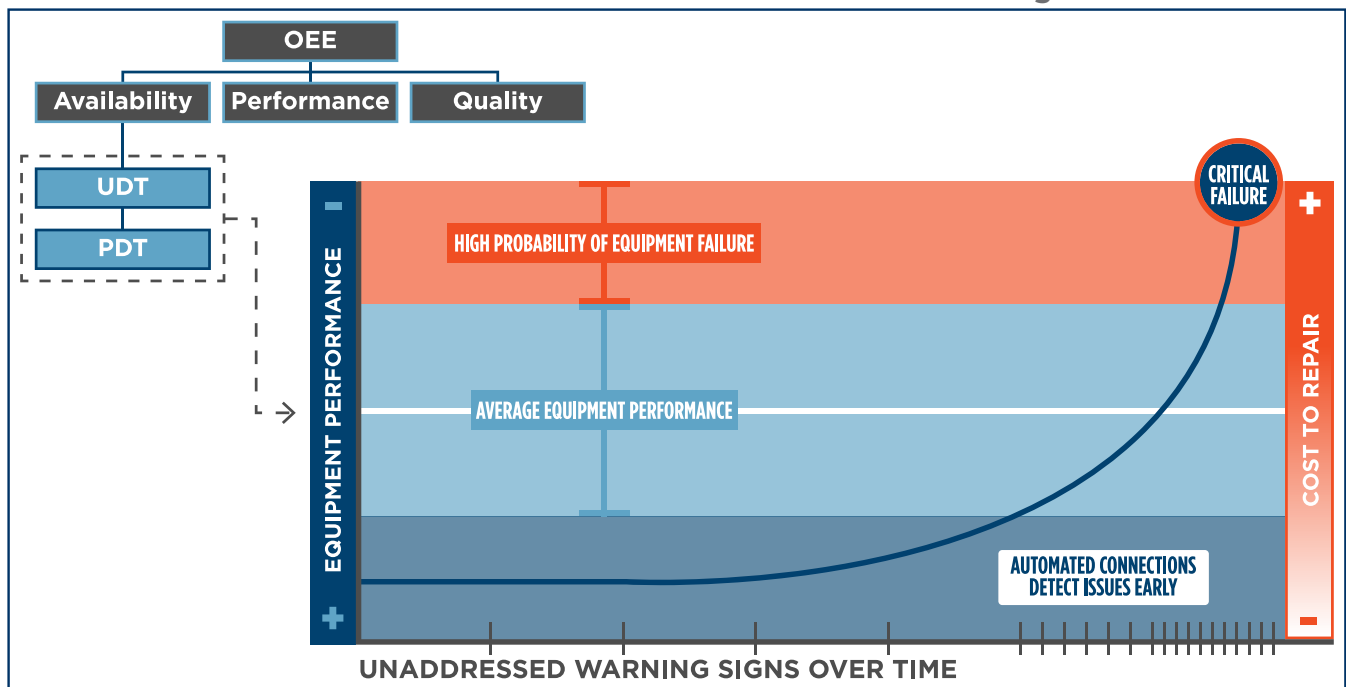 OEE
Availability
Performance
Quality
UDT
PDT
EQUIPMENT PERFORMANCE
-
+
HIGH PROBABILITY OF EQUIPMENT FAILURE
AVERAGE EQUIPMENT PERFORMANCE
AUTOMATED CONNECTIONS
DETECT ISSUES EARLY
CRITICAL
FAILURE
+
COST TO REPAIR
-
UNADDRESSED WARNING SIGNS OVER TIME